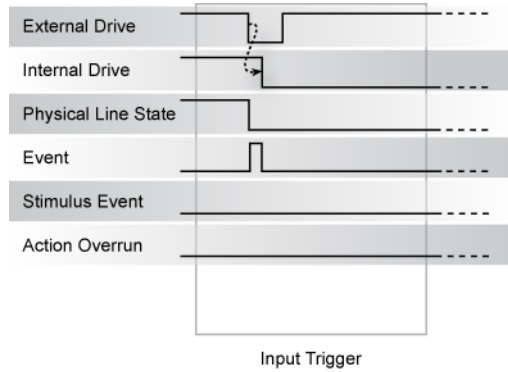 External Drive
Internal Drive
Physical Line State
Event
Stimulus Event
Action Overrun
Input Trigger